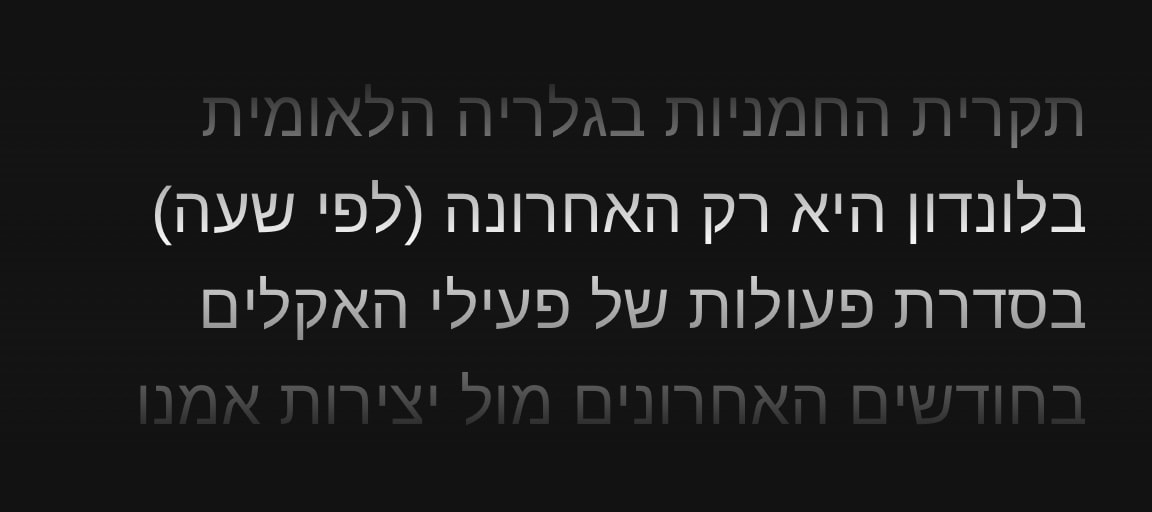 תקרית החמניות בגלריה הלאומית
בלונדון היא רק האחרונה (לפי שעה)
בסדרת פעולות של פעילי האקלים
בחודשים האחרונים מול יצירות אמנו